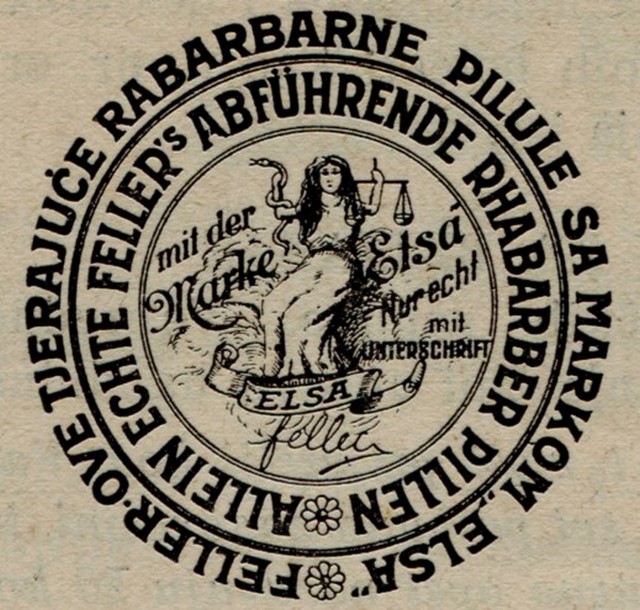 FELLER-OVE TJERAJUĆE RABARBARNE PILULE SA MARKOM „ELSA"
ALLEIN ECHTE FELLER'S ABFÜHRENDE RHABARBER PILLEN
mit der
Marke
Elsá
Nurecht
mit
UNTERSCHRIFT
ELSA
Feller